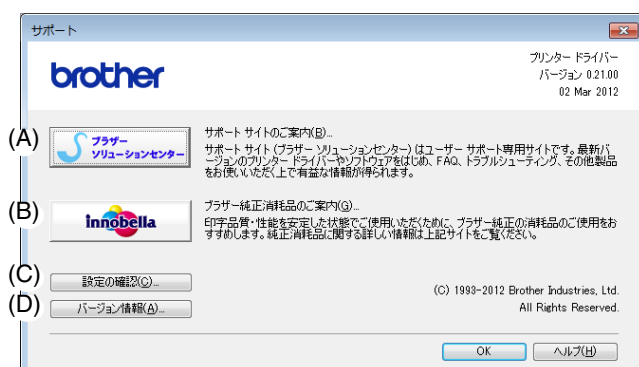 サポート
brother
プリンター ドライバー
バージョン 0.21.00
02 Mar 2012
(A)
ブラザー
ソリューションセンター
サポート サイトのご案内(B)...
サポート サイト (ブラザー ソリューションセンター) はユーザー サポート専用サイトです。最新バ
ージョンのプリンター ドライバーやソフトウェアをはじめ、FAQ、トラブルシューティング、その他製品
をお使いいただく上で有益な情報が得られます。
(B)
innobella
ブラザー純正消耗品のご案内(G)...
印字品質・性能を安定した状態でご使用いただくために、ブラザー純正の消耗品のご使用をお
すすめします。純正消耗品に関する詳しい情報は上記サイトをご覧ください。
(C)
設定の確認(C)...
(D)
バージョン情報(A)...
(C) 1993-2012 Brother Industries, Ltd.
All Rights Reserved.
OK
ヘルプ(H)